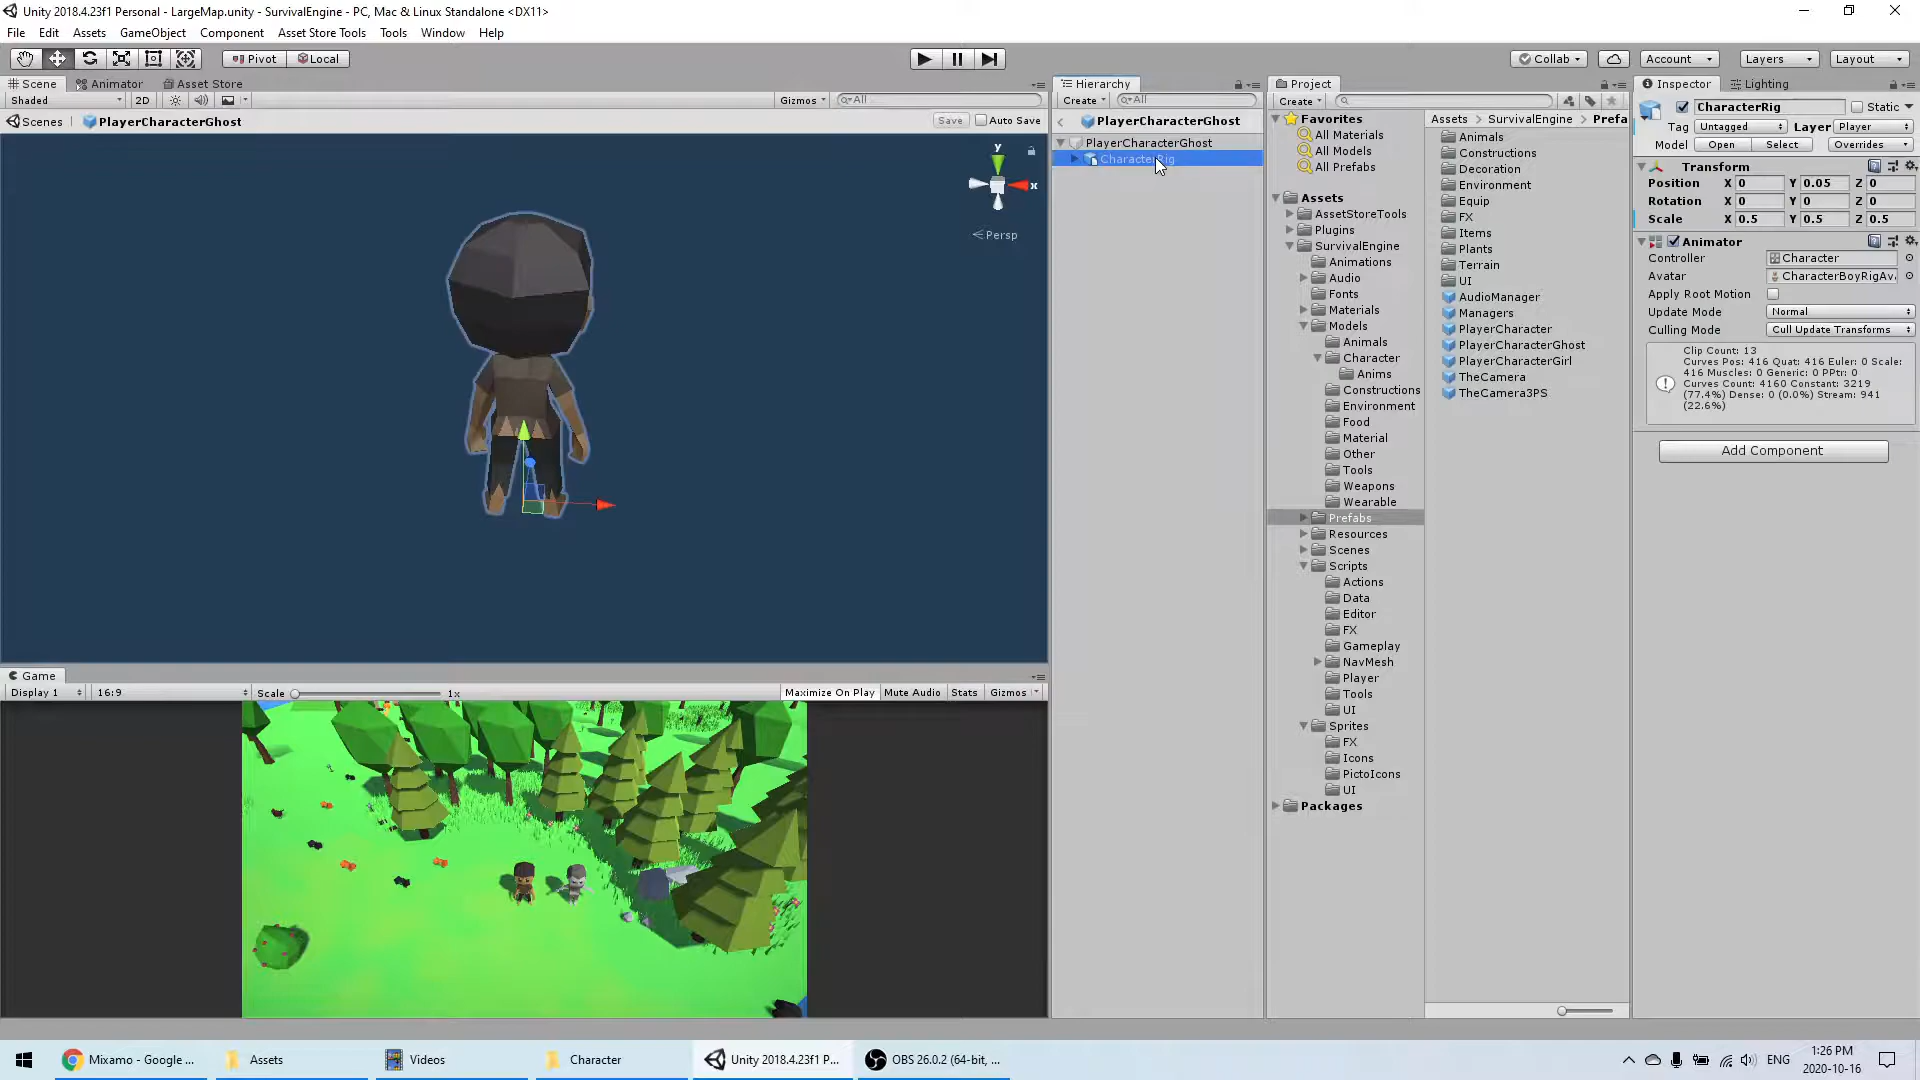 Unity 2018.4.23f1 Personal - LargeMap.unity - SurvivalEngine - PC, Mac & Linux Standalone <DX11>
File Edit Assets GameObject Component Asset Store Tools Tools Window Help
Pivot Local Collab Account Layers Layout
Scene Animator Asset Store
Shaded 2D Gizmos All
Scenes PlayerCharacterGhost Save Auto Save
y
x
Persp
Game
Display 1 16:9 Scale 1x Maximize On Play Mute Audio Stats Gizmos
Hierarchy
Create All
PlayerCharacterGhost
PlayerCharacterGhost
CharacterRig
Project
Create
Favorites
All Materials
All Models
All Prefabs
Assets
AssetStoreTools
Plugins
SurvivalEngine
Animations
Audio
Fonts
Materials
Models
Animals
Character
Anims
Constructions
Environment
Food
Material
Other
Tools
Weapons
Wearable
Prefabs
Resources
Scenes
Scripts
Actions
Data
Editor
FX
Gameplay
NavMesh
Player
Tools
UI
Sprites
FX
Icons
PictoIcons
UI
Packages
Assets SurvivalEngine Prefa
Animals
Constructions
Decoration
Environment
Equip
FX
Items
Plants
Terrain
UI
AudioManager
Managers
PlayerCharacter
PlayerCharacterGhost
PlayerCharacterGirl
TheCamera
TheCamera3PS
Inspector Lighting
CharacterRig Static
Tag Untagged Layer Player
Model Open Select Overrides
Transform
Position X 0 Y 0.05 Z 0
Rotation X 0 Y 0 Z 0
Scale X 0.5 Y 0.5 Z 0.5
Animator
Controller Character
Avatar CharacterBoyRigAv
Apply Root Motion
Update Mode Normal
Culling Mode Cull Update Transforms
Clip Count: 13
Curves Pos: 416 Quat: 416 Euler: 0 Scale:
416 Muscles: 0 Generic: 0 PPtr: 0
Curves Count: 4160 Constant: 3219
(77.4%) Dense: 0 (0.0%) Stream: 941
(22.6%)
Add Component
Mixamo - Google ... Assets Videos Character Unity 2018.4.23f1 P... OBS 26.0.2 (64-bit, ... ENG
1:26 PM
2020-10-16